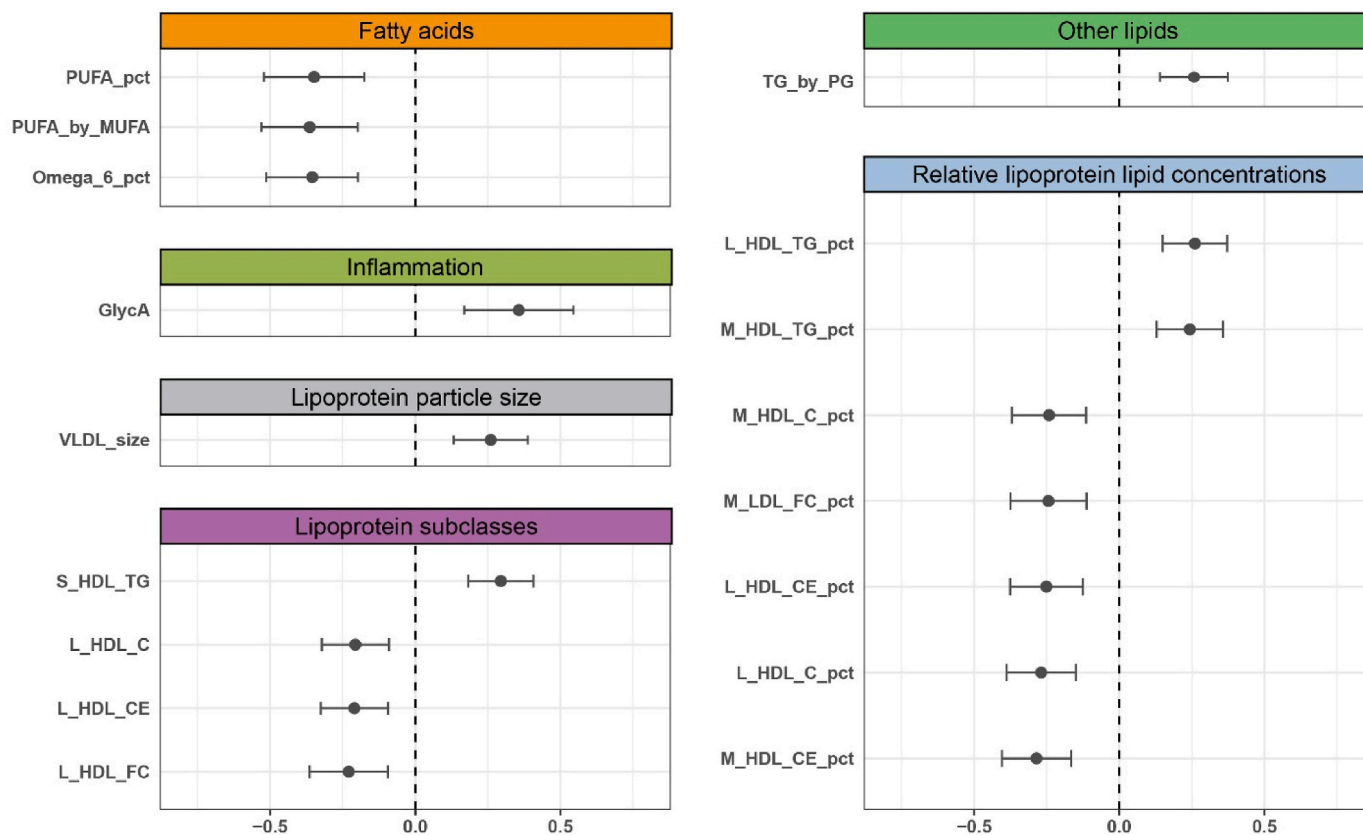 Fatty acids
PUFA_pct
PUFA_by_MUFA
Omega_6_pct
Inflammation
GlycA
Lipoprotein particle size
VLDL_size
Lipoprotein subclasses
S_HDL_TG
L_HDL_C
L_HDL_CE
L_HDL_FC
−0.5 0.0 0.5
Other lipids
TG_by_PG
Relative lipoprotein lipid concentrations
L_HDL_TG_pct
M_HDL_TG_pct
M_HDL_C_pct
M_LDL_FC_pct
L_HDL_CE_pct
L_HDL_C_pct
M_HDL_CE_pct
−0.5 0.0 0.5